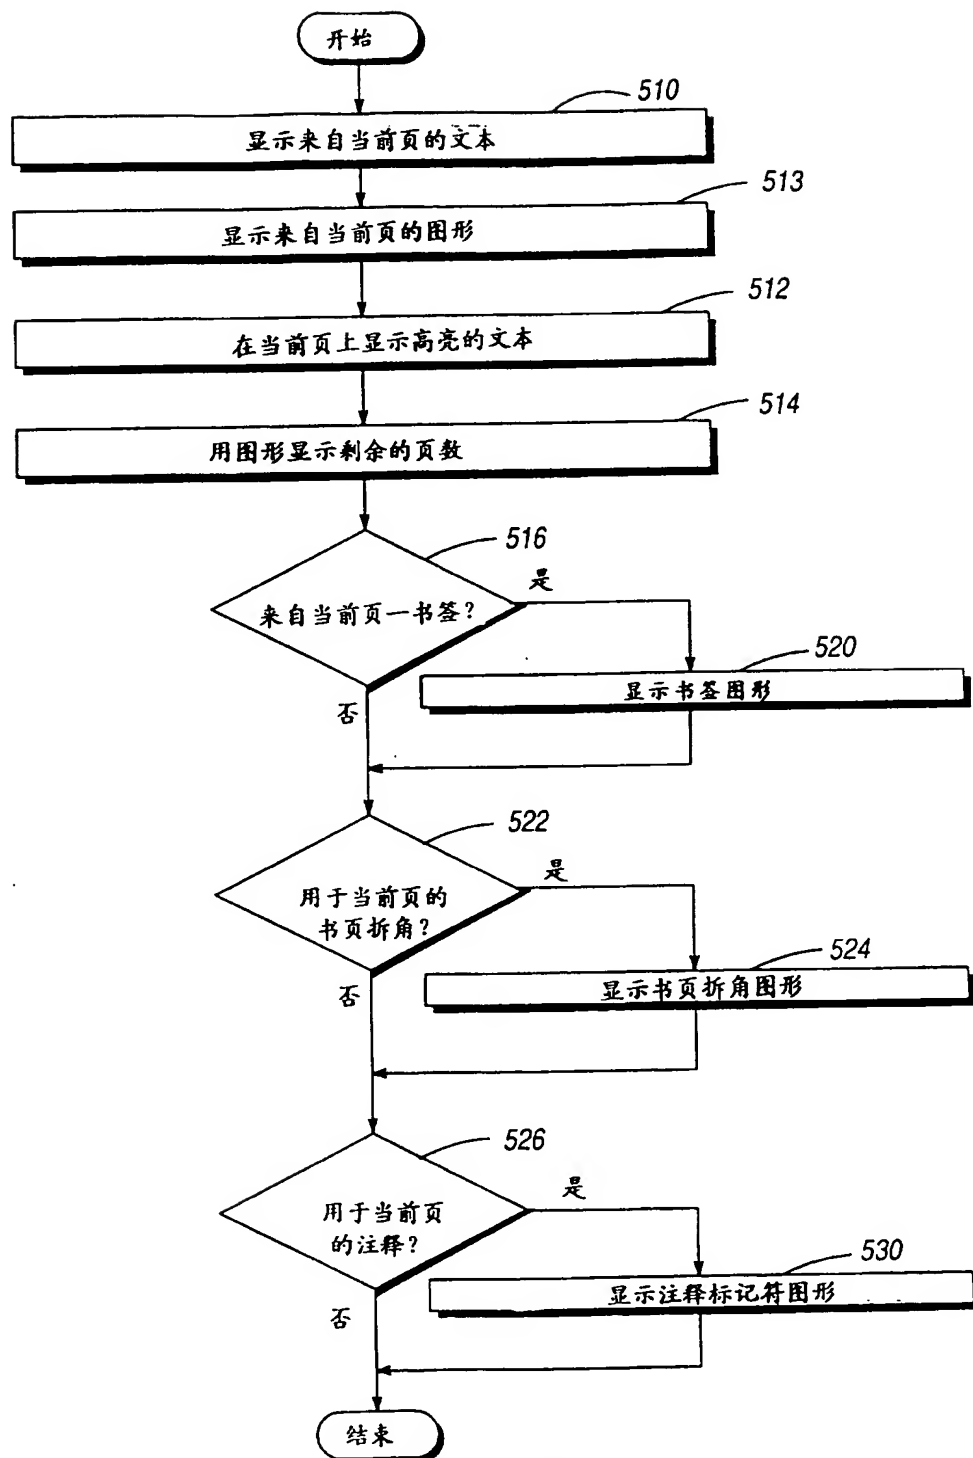 开始
510
显示来自当前页的文本
513
显示来自当前页的图形
512
在当前页上显示高亮的文本
514
用图形显示剩余的页数
516
来自当前页一书签？
是
520
显示书签图形
否
522
用于当前页的
书页拆角？
是
524
显示书页拆角图形
否
526
用于当前页
的注释？
是
530
显示注释标记符图形
否
结束